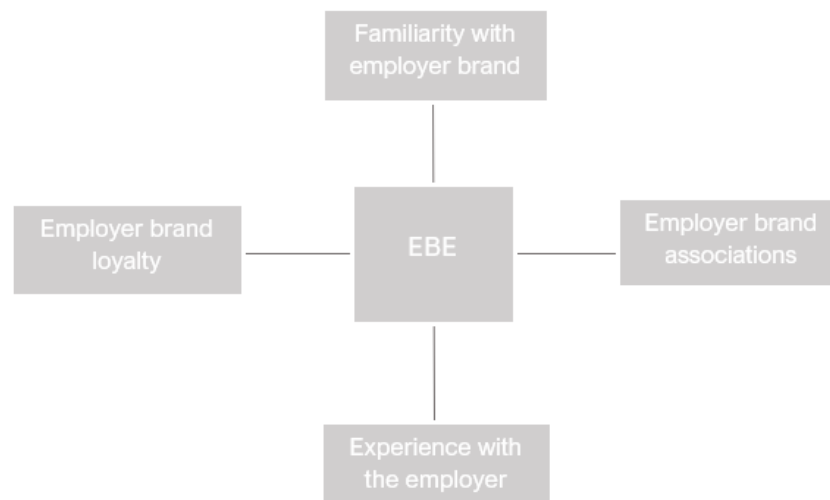 Familiarity with
employer brand
Employer brand
loyalty
EBE
Employer brand
associations
Experience with
the employer